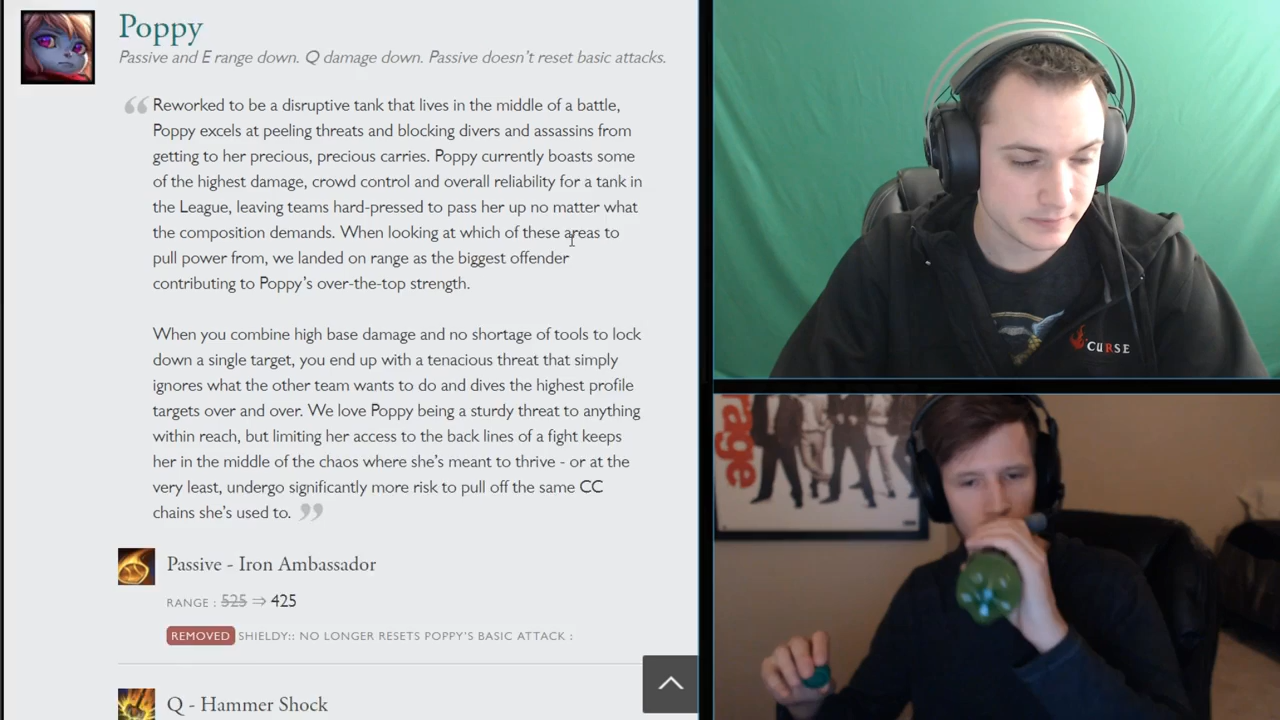 Poppy
Passive and E range down. Q damage down. Passive doesn't reset basic attacks.
“ Reworked to be a disruptive tank that lives in the middle of a battle,
Poppy excels at peeling threats and blocking divers and assassins from
getting to her precious, precious carries. Poppy currently boasts some
of the highest damage, crowd control and overall reliability for a tank in
the League, leaving teams hard-pressed to pass her up no matter what
the composition demands. When looking at which of these areas to
pull power from, we landed on range as the biggest offender
contributing to Poppy's over-the-top strength.
When you combine high base damage and no shortage of tools to lock
down a single target, you end up with a tenacious threat that simply
ignores what the other team wants to do and dives the highest profile
targets over and over. We love Poppy being a sturdy threat to anything
within reach, but limiting her access to the back lines of a fight keeps
her in the middle of the chaos where she's meant to thrive - or at the
very least, undergo significantly more risk to pull off the same CC
chains she's used to. ”
Passive - Iron Ambassador
RANGE : 525 ⇒ 425
REMOVED SHIELDY:: NO LONGER RESETS POPPY'S BASIC ATTACK :
Q - Hammer Shock
CURSE
rage